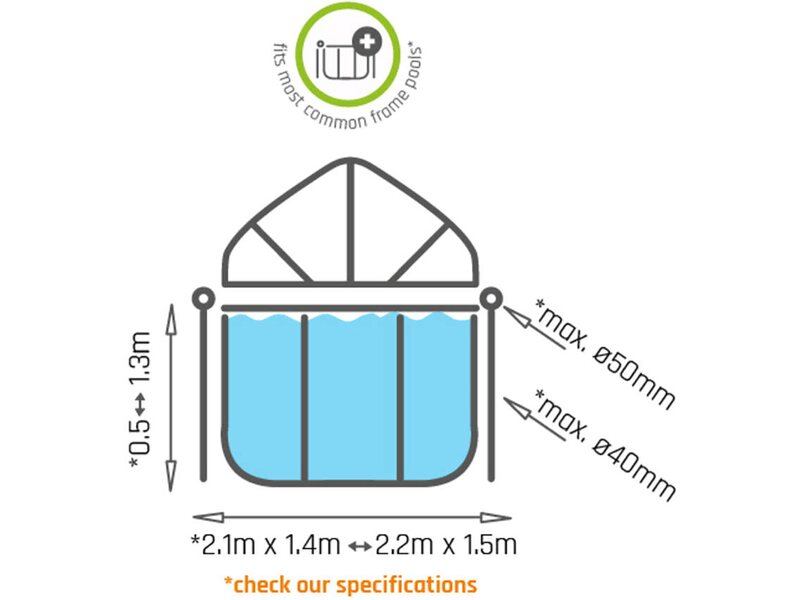 fits most common frame pools*
*max. ø50mm
*0.5↔1.3m
*max. ø40mm
*2.1m x 1.4m ↔ 2.2m x 1.5m
*check our specifications